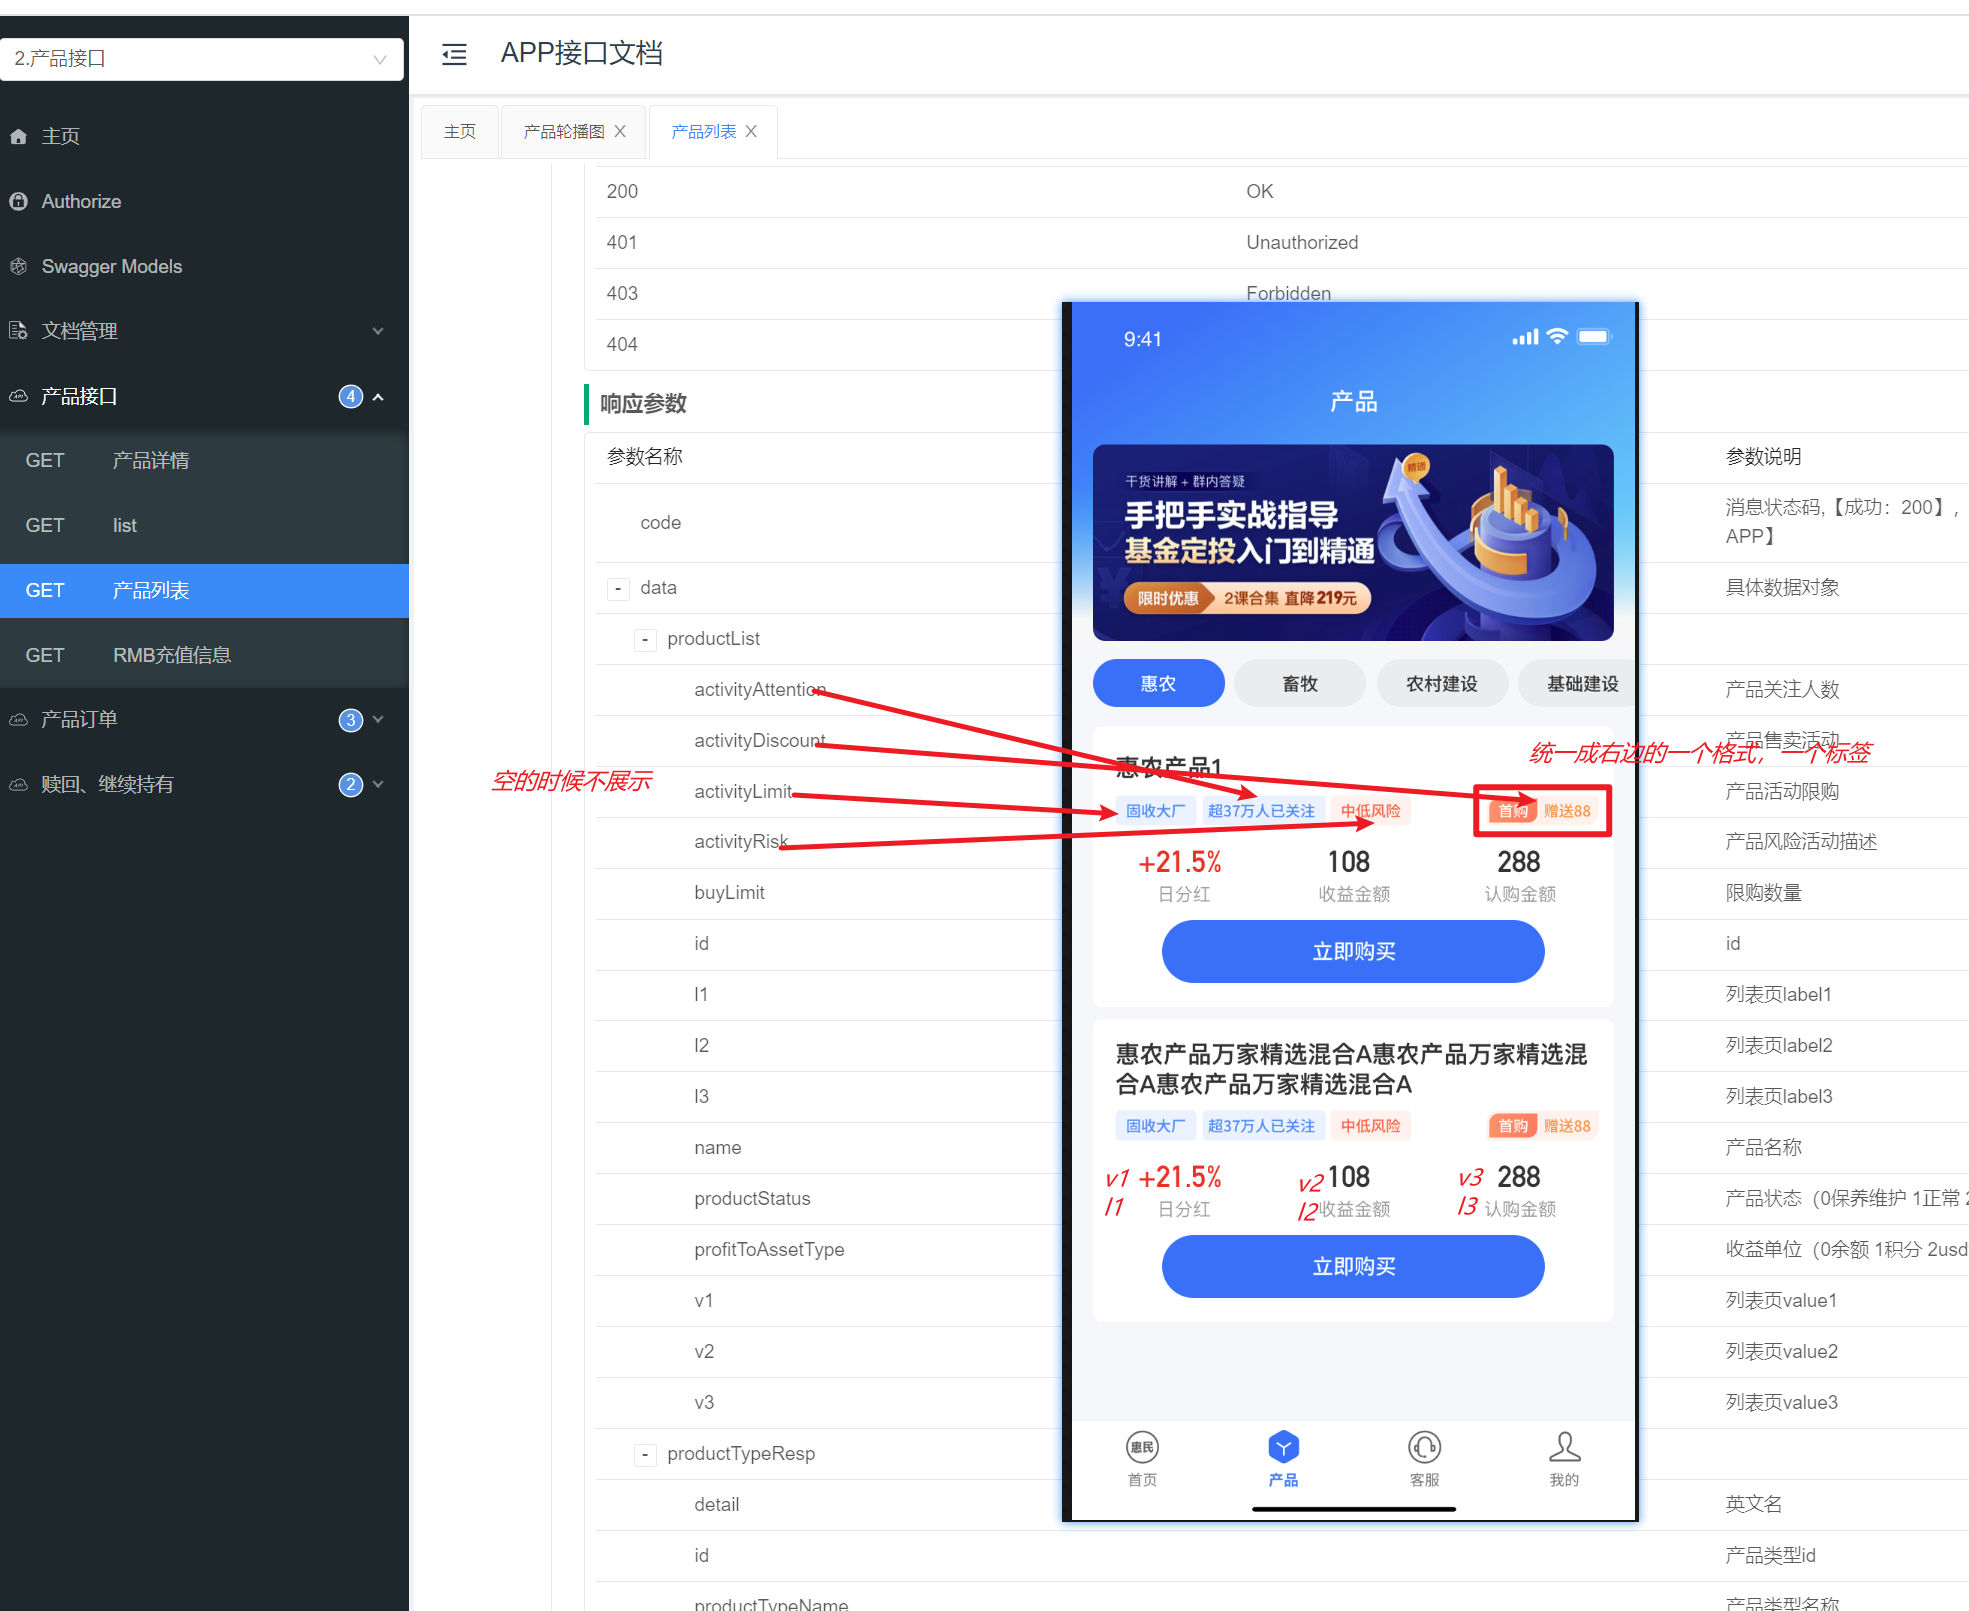 2.产品接口
主页
Authorize
Swagger Models
文档管理
产品接口 4
GET 产品详情
GET list
GET 产品列表
GET RMB充值信息
产品订单 3
赎回、继续持有 2
APP接口文档
主页 产品轮播图 产品列表
200 OK
401 Unauthorized
403 Forbidden
404
响应参数
参数名称 参数说明
code 消息状态码,【成功：200】,
APP】
- data 具体数据对象
- productList
activityAttention 产品关注人数
activityDiscount 产品售卖活动
activityLimit 产品活动限购
activityRisk 产品风险活动描述
buyLimit 限购数量
id id
l1 列表页label1
l2 列表页label2
l3 列表页label3
name 产品名称
productStatus 产品状态（0保养维护 1正常
profitToAssetType 收益单位（0余额 1积分 2usd
v1 列表页value1
v2 列表页value2
v3 列表页value3
- productTypeResp
detail 英文名
id 产品类型id
productTypeName 产品类型名称
空的时候不展示
统一成右边的一个格式，一个标签
9:41
产品
精通
干货讲解 + 群内答疑
手把手实战指导
基金定投入门到精通
限时优惠 2课合集 直降219元
惠农 畜牧 农村建设 基础建设
惠农产品1
固收大厂 超37万人已关注 中低风险 首购 赠送88
+21.5% 108 288
日分红 收益金额 认购金额
立即购买
惠农产品万家精选混合A惠农产品万家精选混
合A惠农产品万家精选混合A
固收大厂 超37万人已关注 中低风险 首购 赠送88
v1 +21.5% v2 108 v3 288
l1 日分红 l2 收益金额 l3 认购金额
立即购买
惠民
首页 产品 客服 我的